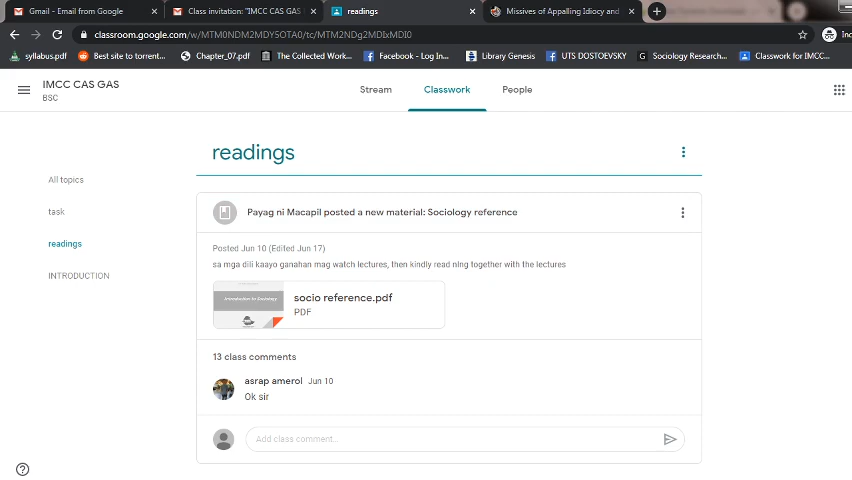 Gmail - Email from Google
Class invitation: "IMCC CAS GAS
readings
Missives of Appalling Idiocy and
classroom.google.com/w/MTM0NDM2MDY5OTA0/tc/MTM2NDg2MDIxMDI0
syllabus.pdf
Best site to torrent...
Chapter_07.pdf
The Collected Work...
Facebook - Log In...
Library Genesis
UTS DOSTOEVSKY
Sociology Research...
Classwork for IMCC...
IMCC CAS GAS
BSC
Stream
Classwork
People
readings
All topics
task
readings
INTRODUCTION
Payag ni Macapil posted a new material: Sociology reference
Posted Jun 10 (Edited Jun 17)
sa mga dili kaayo ganahan mag watch lectures, then kindly read nIng together with the lectures
Introduction to Sociology
socio reference.pdf
PDF
13 class comments
asrap amerol Jun 10
Ok sir
Add class comment...